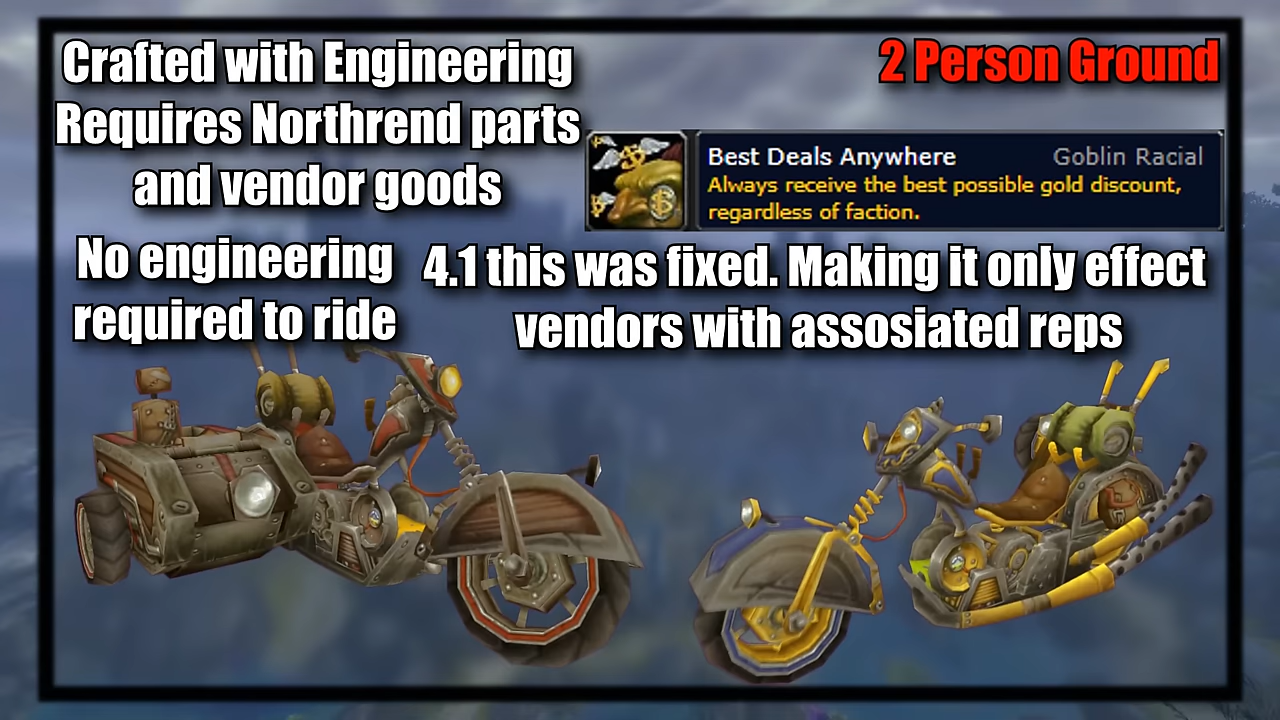 Crafted with Engineering
Requires Northrend parts
and vendor goods
2 Person Ground
Best Deals Anywhere Goblin Racial
Always receive the best possible gold discount,
regardless of faction.
No engineering
required to ride
4.1 this was fixed. Making it only effect
vendors with assosiated reps